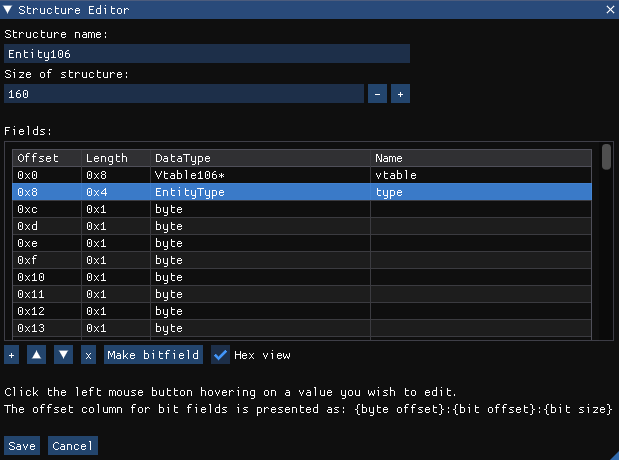 Structure Editor
Structure name:
Entity106
Size of structure:
160 - +
Fields:
Offset Length DataType Name
0x0 0x8 Vtable106* vtable
0x8 0x4 EntityType type
0xc 0x1 byte
0xd 0x1 byte
0xe 0x1 byte
0xf 0x1 byte
0x10 0x1 byte
0x11 0x1 byte
0x12 0x1 byte
0x13 0x1 byte
+ x Make bitfield Hex view
Click the left mouse button hovering on a value you wish to edit.
The offset column for bit fields is presented as: {byte offset}:{bit offset}:{bit size}
Save Cancel